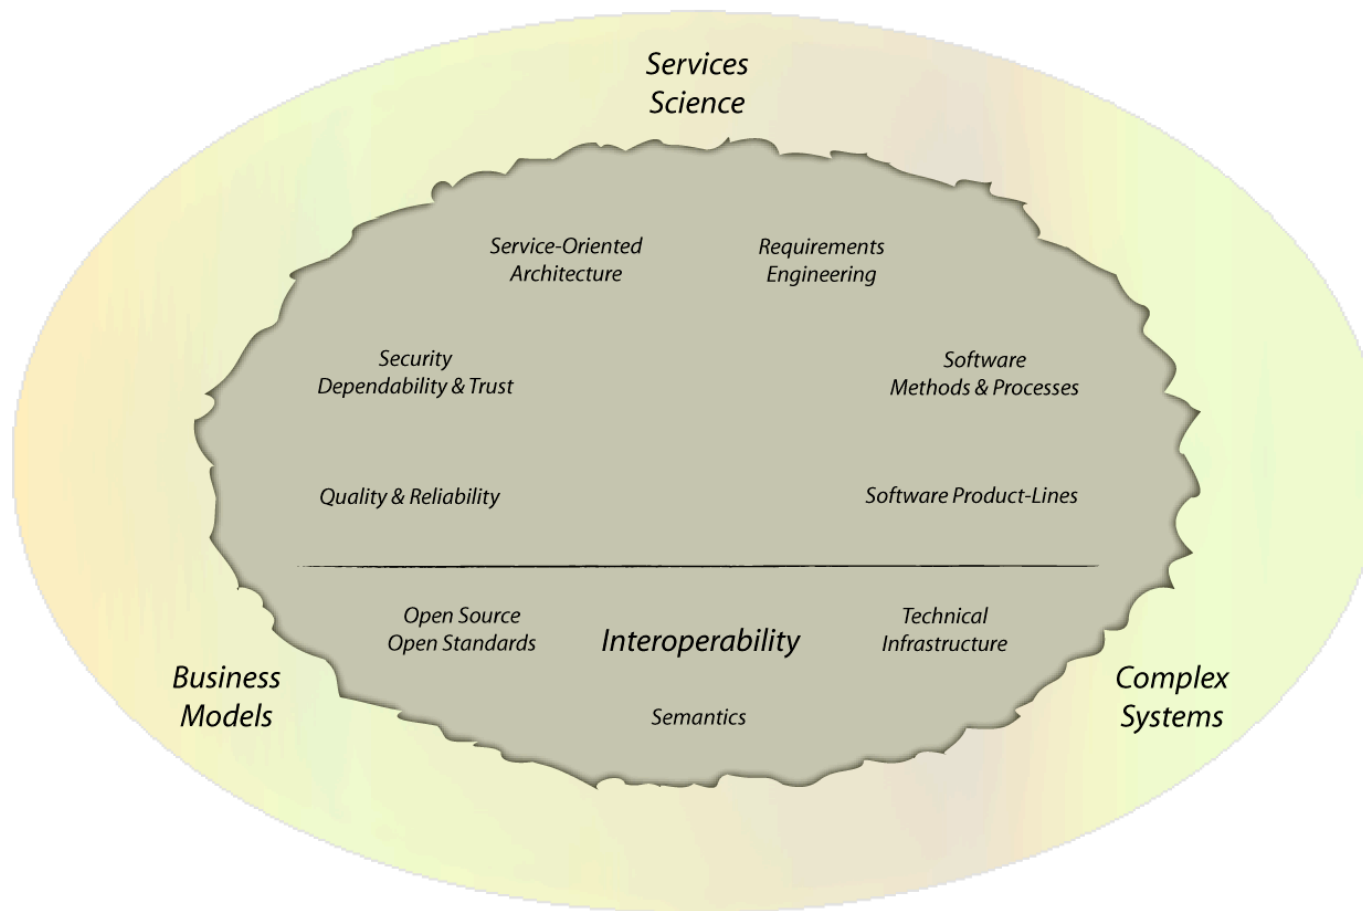 Services
Science
Service-Oriented
Architecture
Requirements
Engineering
Security
Dependability & Trust
Software
Methods & Processes
Quality & Reliability
Software Product-Lines
Open Source
Open Standards
Interoperability
Technical
Infrastructure
Business
Models
Complex
Systems
Semantics